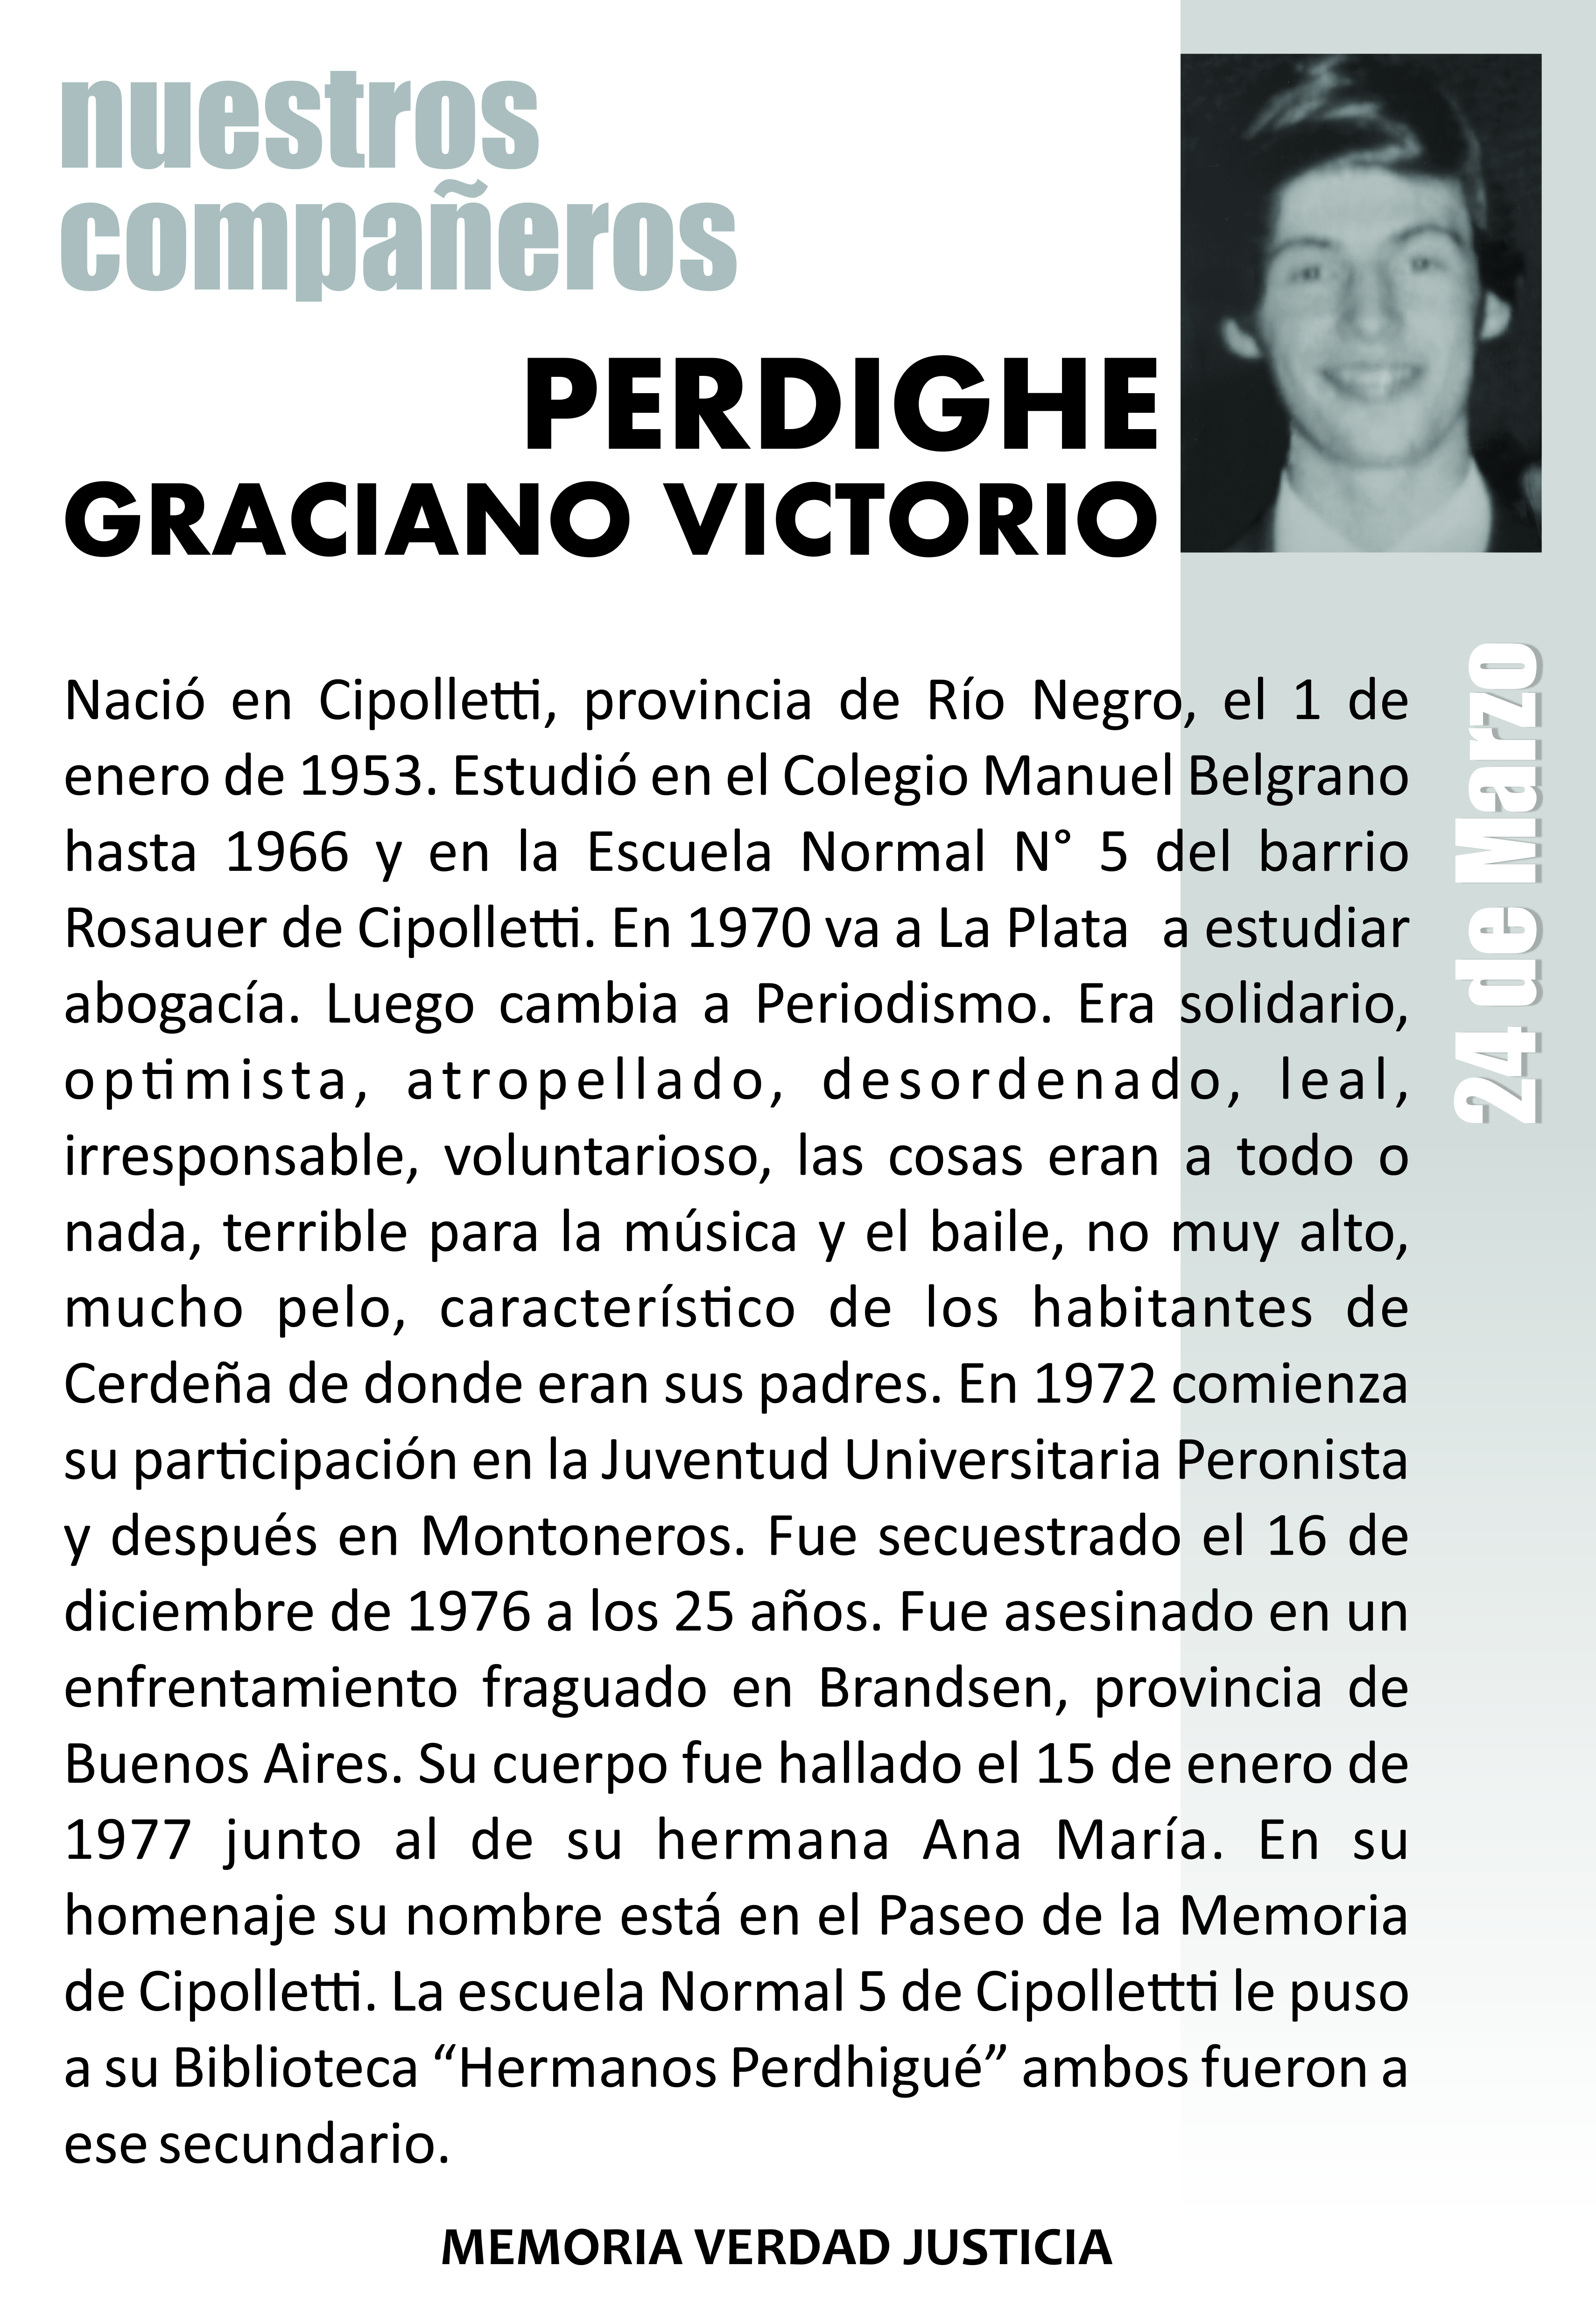 nuestros
compañeros
PERDIGHE
GRACIANO VICTORIO
24 de Marzo
Nació en Cipolletti, provincia de Río Negro, el 1 de
enero de 1953. Estudió en el Colegio Manuel Belgrano
hasta 1966 y en la Escuela Normal N° 5 del barrio
Rosauer de Cipolletti. En 1970 va a La Plata a estudiar
abogacía. Luego cambia a Periodismo. Era solidario,
optimista, atropellado, desordenado, leal,
irresponsable, voluntarioso, las cosas eran a todo o
nada, terrible para la música y el baile, no muy alto,
mucho pelo, característico de los habitantes de
Cerdeña de donde eran sus padres. En 1972 comienza
su participación en la Juventud Universitaria Peronista
y después en Montoneros. Fue secuestrado el 16 de
diciembre de 1976 a los 25 años. Fue asesinado en un
enfrentamiento fraguado en Brandsen, provincia de
Buenos Aires. Su cuerpo fue hallado el 15 de enero de
1977 junto al de su hermana Ana María. En su
homenaje su nombre está en el Paseo de la Memoria
de Cipolletti. La escuela Normal 5 de Cipollettti le puso
a su Biblioteca “Hermanos Perdhigué” ambos fueron a
ese secundario.
MEMORIA VERDAD JUSTICIA